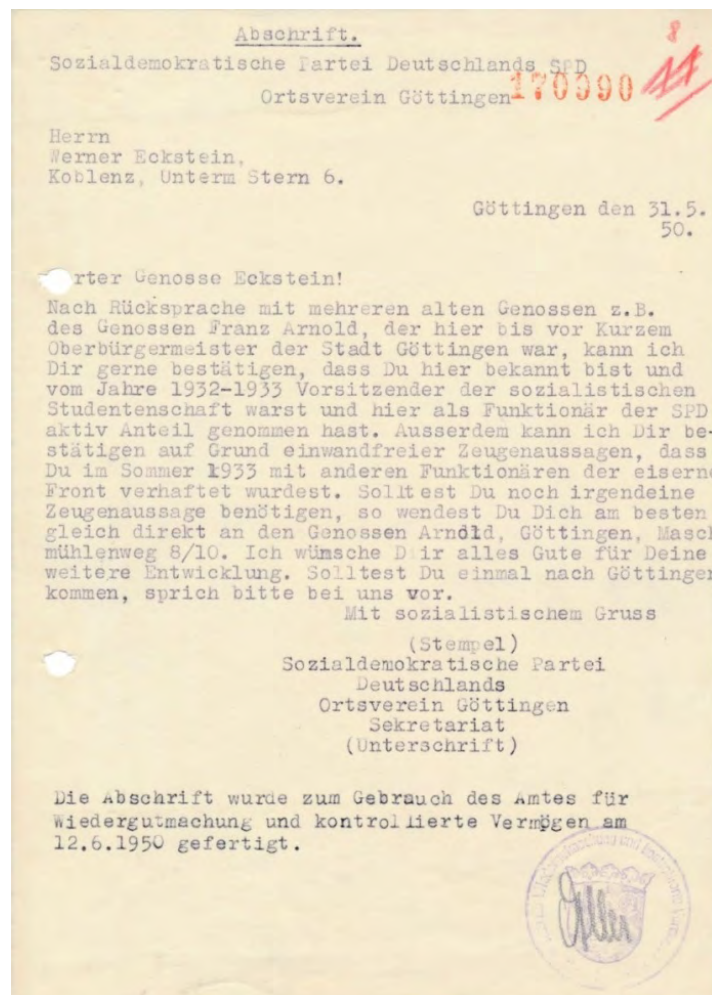 Abschrift.
8
Sozialdemokratische Partei Deutschlands SPD
11
Ortsverein Göttingen 170090
Herrn
Werner Eckstein,
Koblenz, Unterm Stern 6.
Göttingen den 31.5.
50.
rter Genosse Eckstein!
Nach Rücksprache mit mehreren alten Genossen z.B.
des Genossen Franz Arnold, der hier bis vor Kurzem
Oberbürgermeister der Stadt Göttingen war, kann ich
Dir gerne bestätigen, dass Du hier bekannt bist und
vom Jahre 1932-1933 Vorsitzender der sozialistischen
Studentenschaft warst und hier als Funktionär der SPD
aktiv Anteil genommen hast. Ausserdem kann ich Dir be-
stätigen auf Grund einwandfreier Zeugenaussagen, dass
Du im Sommer 1933 mit anderen Funktionären der eiserne
Front verhaftet wurdest. Solltest Du noch irgendeine
Zeugenaussage benötigen, so wendest Du Dich am besten
gleich direkt an den Genossen Arnold, Göttingen, Masch
mühlenweg 8/10. Ich wünsche Dir alles Gute für Deine
weitere Entwicklung. Solltest Du einmal nach Göttingen
kommen, sprich bitte bei uns vor.
Mit sozialistischem Gruss
(Stempel)
Sozialdemokratische Partei
Deutschlands
Ortsverein Göttingen
Sekretariat
(Unterschrift)
Die Abschrift wurde zum Gebrauch des Amtes für
Wiedergutmachung und kontrollierte Vermögen am
12.6.1950 gefertigt.